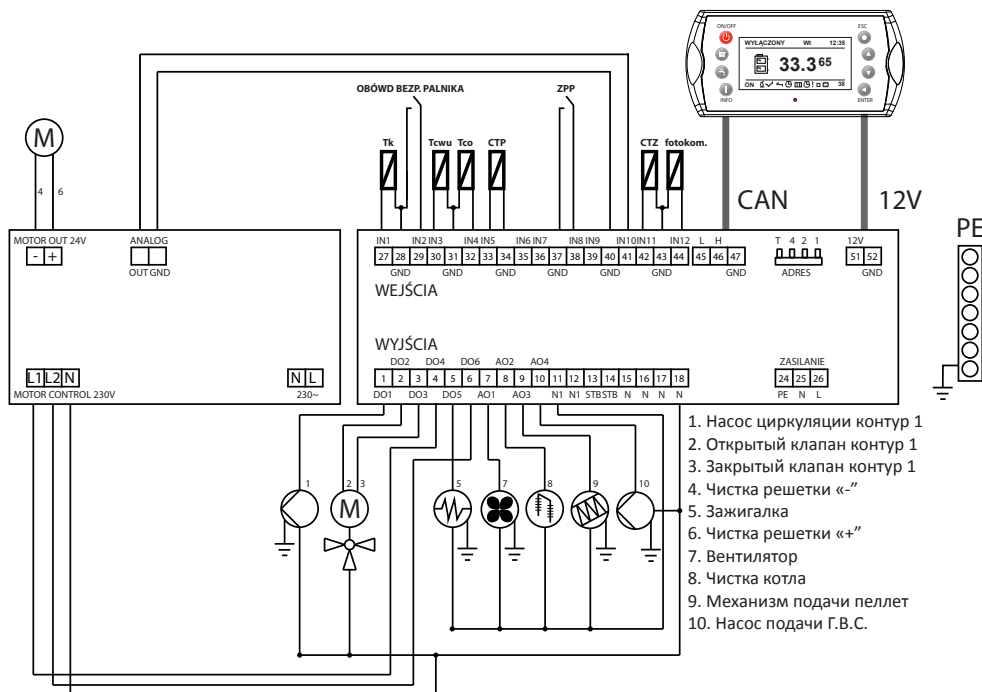 ON/OFF
ESC
WYŁĄCZONY Wt 12:35
33.3 65
ON 38
INFO
ENTER
OBÓWD BEZP. PALNIKA
ZPP
Tk
Tcwu Tco
CTP
CTZ fotokom.
M
4 6
CAN
12V
PE
MOTOR OUT 24V
- +
ANALOG
OUT GND
IN1 IN2 IN3 IN4 IN5 IN6 IN7 IN8 IN9 IN10 IN11 IN12 L H T 4 2 1 12V
27 28 29 30 31 32 33 34 35 36 37 38 39 40 41 42 43 44 45 46 47 51 52
GND GND GND GND GND GND GND ADRES GND
WEJŚCIA
WYJŚCIA
DO2 DO4 DO6 AO2 AO4
1 2 3 4 5 6 7 8 9 10 11 12 13 14 15 16 17 18
DO1 DO3 DO5 AO1 AO3 N1 N1 STB STB N N N N
ZASILANIE
24 25 26
PE N L
L1 L2 N
MOTOR CONTROL 230V
N L
230~
1
2 3
M
5
7
8
9
10
1. Насос циркуляции контур 1
2. Открытый клапан контур 1
3. Закрытый клапан контур 1
4. Чистка решетки «-”
5. Зажигалка
6. Чистка решетки «+”
7. Вентилятор
8. Чистка котла
9. Механизм подачи пеллет
10. Насос подачи Г.В.С.